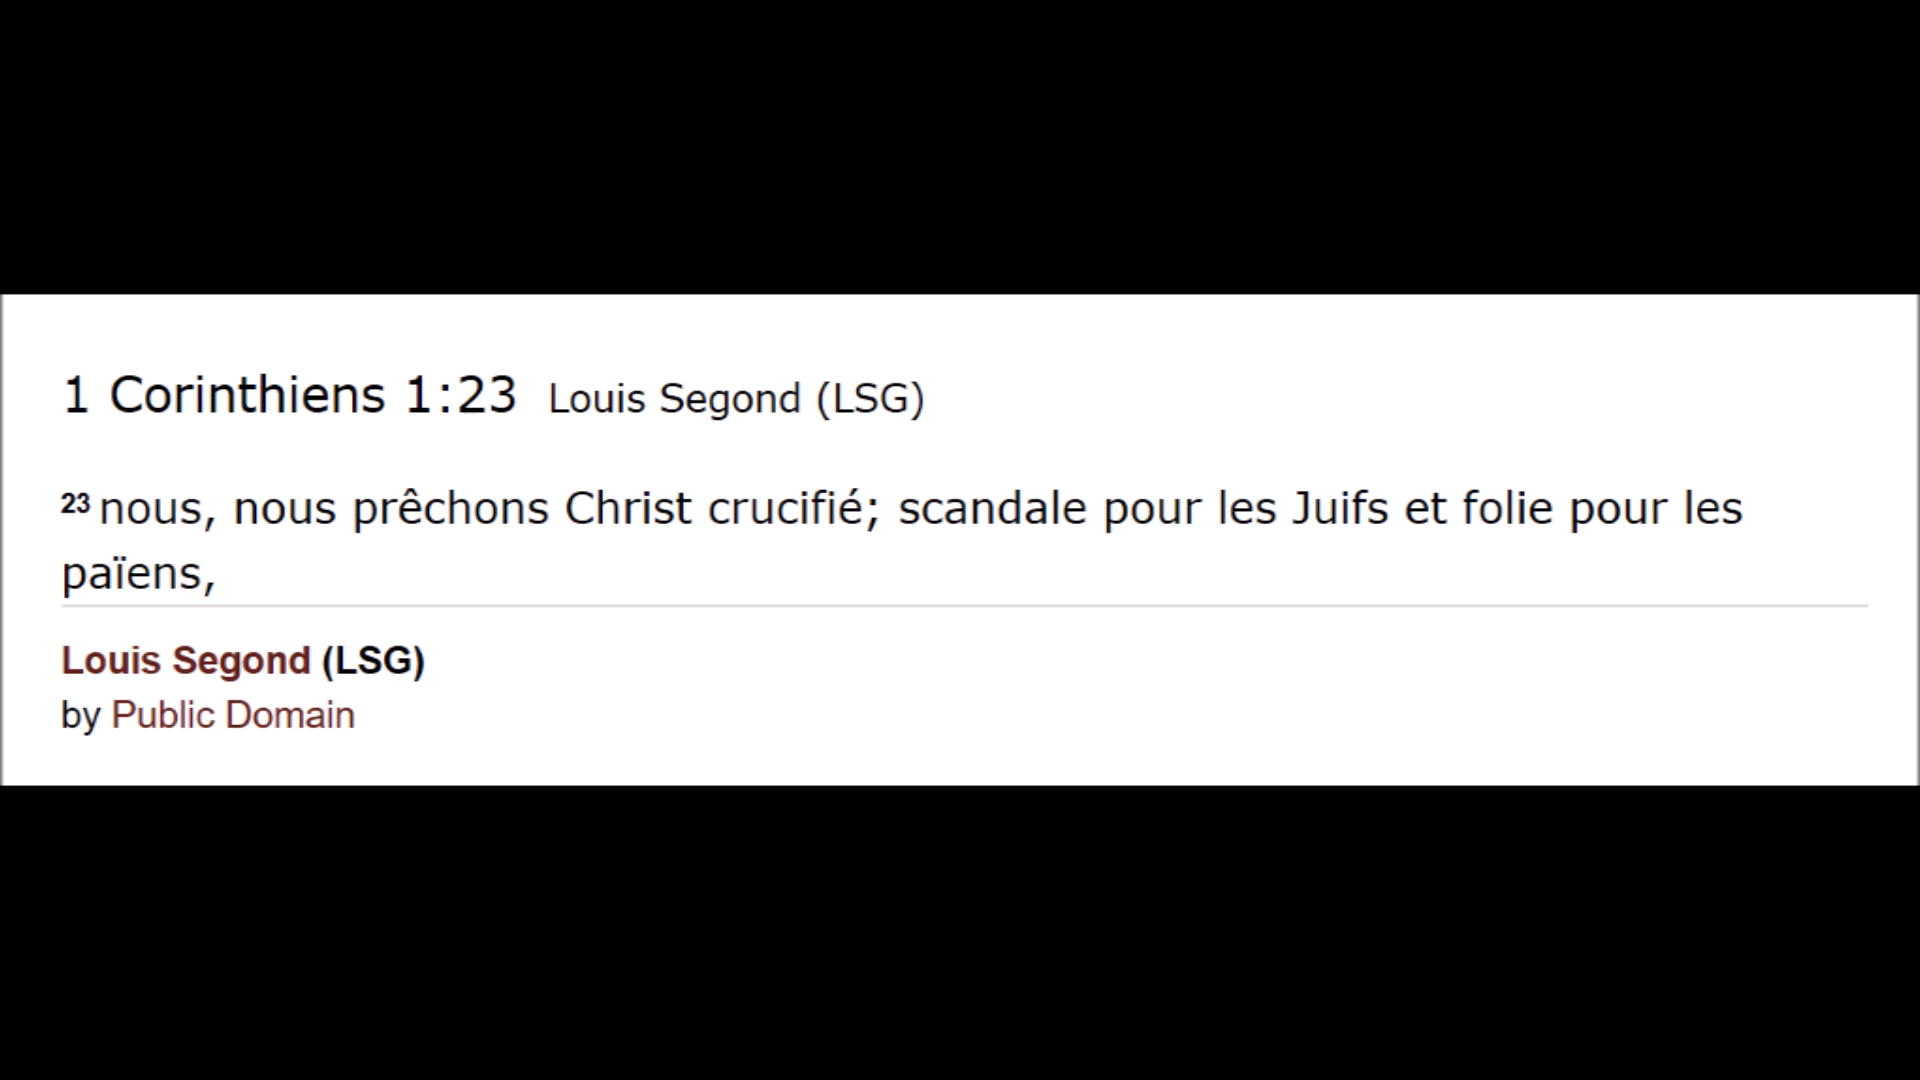 1 Corinthiens 1:23 Louis Segond (LSG)
23 nous, nous prêchons Christ crucifié; scandale pour les Juifs et folie pour les
païens,
Louis Segond (LSG)
by Public Domain